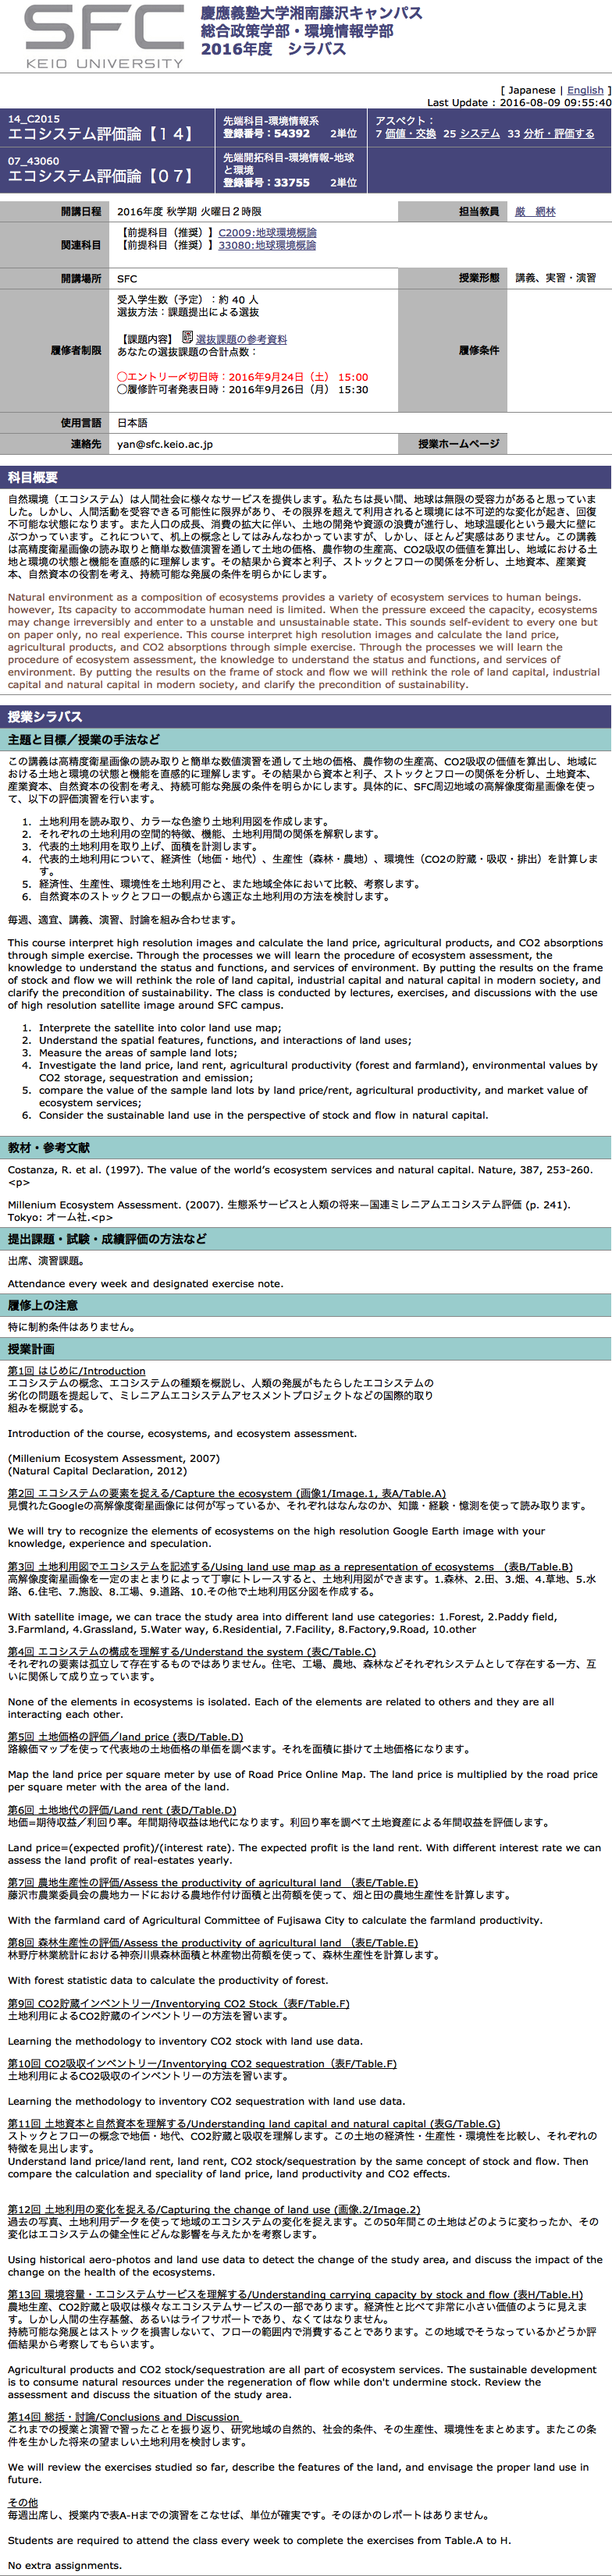 SFC
KEIO UNIVERSITY
慶應義塾大学湘南藤沢キャンパス
総合政策学部・環境情報学部
2016年度　シラバス
[ Japanese | English ]
Last Update : 2016-08-09 09:55:40
14_C2015
エコシステム評価論【１４】
先端科目-環境情報系
登録番号：54392　　2単位
アスペクト：
7 価値・交換　25 システム　33 分析・評価する
07_43060
エコシステム評価論【０７】
先端開拓科目-環境情報-地球
と環境
登録番号：33755　　2単位
開講日程
2016年度 秋学期 火曜日２時限
担当教員
厳　網林
関連科目
【前提科目（推奨）】C2009:地球環境概論
【前提科目（推奨）】33080:地球環境概論
開講場所
SFC
授業形態
講義、実習・演習
履修者制限
受入学生数（予定）：約 40 人
選抜方法：課題提出による選抜
【課題内容】 選抜課題の参考資料
あなたの選抜課題の合計点数：
◯エントリー〆切日時：2016年9月24日（土） 15:00
◯履修許可者発表日時：2016年9月26日（月） 15:30
履修条件
使用言語
日本語
連絡先
yan@sfc.keio.ac.jp
授業ホームページ
科目概要
自然環境（エコシステム）は人間社会に様々なサービスを提供します。私たちは長い間、地球は無限の受容力があると思っていま
した。しかし、人間活動を受容できる可能性に限界があり、その限界を超えて利用されると環境には不可逆的な変化が起き、回復
不可能な状態になります。また人口の成長、消費の拡大に伴い、土地の開発や資源の浪費が進行し、地球温暖化という最大に壁に
ぶつかっています。これについて、机上の概念としてはみんなわかっていますが、しかし、ほとんど実感はありません。この講義
は高精度衛星画像の読み取りと簡単な数値演習を通して土地の価格、農作物の生産高、CO2吸収の価値を算出し、地域における土
地と環境の状態と機能を直感的に理解します。その結果から資本と利子、ストックとフローの関係を分析し、土地資本、産業資
本、自然資本の役割を考え、持続可能な発展の条件を明らかにします。
Natural environment as a composition of ecosystems provides a variety of ecosystem services to human beings.
however, Its capacity to accommodate human need is limited. When the pressure exceed the capacity, ecosystems
may change irreversibly and enter to a unstable and unsustainable state. This sounds self-evident to every one but
on paper only, no real experience. This course interpret high resolution images and calculate the land price,
agricultural products, and CO2 absorptions through simple exercise. Through the processes we will learn the
procedure of ecosystem assessment, the knowledge to understand the status and functions, and services of
environment. By putting the results on the frame of stock and flow we will rethink the role of land capital, industrial
capital and natural capital in modern society, and clarify the precondition of sustainability.
授業シラバス
主題と目標／授業の手法など
この講義は高精度衛星画像の読み取りと簡単な数値演習を通して土地の価格、農作物の生産高、CO2吸収の価値を算出し、地域に
おける土地と環境の状態と機能を直感的に理解します。その結果から資本と利子、ストックとフローの関係を分析し、土地資本、
産業資本、自然資本の役割を考え、持続可能な発展の条件を明らかにします。具体的に、SFC周辺地域の高解像度衛星画像を使っ
て、以下の評価演習を行います。
1. 土地利用を読み取り、カラーな色塗り土地利用図を作成します。
2. それぞれの土地利用の空間的特徴、機能、土地利用間の関係を解釈します。
3. 代表的土地利用を取り上げ、面積を計測します。
4. 代表的土地利用について、経済性（地価・地代）、生産性（森林・農地）、環境性（CO2の貯蔵・吸収・排出）を計算しま
す。
5. 経済性、生産性、環境性を土地利用ごと、また地域全体において比較、考察します。
6. 自然資本のストックとフローの観点から適正な土地利用の方法を検討します。
毎週、適宜、講義、演習、討論を組み合わせます。
This course interpret high resolution images and calculate the land price, agricultural products, and CO2 absorptions
through simple exercise. Through the processes we will learn the procedure of ecosystem assessment, the
knowledge to understand the status and functions, and services of environment. By putting the results on the frame
of stock and flow we will rethink the role of land capital, industrial capital and natural capital in modern society, and
clarify the precondition of sustainability. The class is conducted by lectures, exercises, and discussions with the use
of high resolution satellite image around SFC campus.
1. Interprete the satellite into color land use map;
2. Understand the spatial features, functions, and interactions of land uses;
3. Measure the areas of sample land lots;
4. Investigate the land price, land rent, agricultural productivity (forest and farmland), environmental values by
CO2 storage, sequestration and emission;
5. compare the value of the sample land lots by land price/rent, agricultural productivity, and market value of
ecosystem services;
6. Consider the sustainable land use in the perspective of stock and flow in natural capital.
教材・参考文献
Costanza, R. et al. (1997). The value of the world’s ecosystem services and natural capital. Nature, 387, 253-260.
<p>
Millenium Ecosystem Assessment. (2007). 生態系サービスと人類の将来－国連ミレニアムエコシステム評価 (p. 241).
Tokyo: オーム社.<p>
提出課題・試験・成績評価の方法など
出席、演習課題。
Attendance every week and designated exercise note.
履修上の注意
特に制約条件はありません。
授業計画
第1回 はじめに/Introduction
エコシステムの概念、エコシステムの種類を概説し、人類の発展がもたらしたエコシステムの
劣化の問題を提起して、ミレニアムエコシステムアセスメントプロジェクトなどの国際的取り
組みを概説する。
Introduction of the course, ecosystems, and ecosystem assessment.
(Millenium Ecosystem Assessment, 2007)
(Natural Capital Declaration, 2012)
第2回 エコシステムの要素を捉える/Capture the ecosystem (画像1/Image.1, 表A/Table.A)
見慣れたGoogleの高解像度衛星画像には何が写っているか、それぞれはなんなのか、知識・経験・憶測を使って読み取ります。
We will try to recognize the elements of ecosystems on the high resolution Google Earth image with your
knowledge, experience and speculation.
第3回 土地利用図でエコシステムを記述する/Using land use map as a representation of ecosystems （表B/Table.B)
高解像度衛星画像を一定のまとまりによって丁寧にトレースすると、土地利用図ができます。1.森林、2.田、3.畑、4.草地、5.水
路、6.住宅、7.施設、8.工場、9.道路、10.その他で土地利用区分図を作成する。
With satellite image, we can trace the study area into different land use categories: 1.Forest, 2.Paddy field,
3.Farmland, 4.Grassland, 5.Water way, 6.Residential, 7.Facility, 8.Factory,9.Road, 10.other
第4回 エコシステムの構成を理解する/Understand the system (表C/Table.C)
それぞれの要素は孤立して存在するものではありません。住宅、工場、農地、森林などそれぞれシステムとして存在する一方、互
いに関係して成り立っています。
None of the elements in ecosystems is isolated. Each of the elements are related to others and they are all
interacting each other.
第5回 土地価格の評価／land price (表D/Table.D)
路線価マップを使って代表地の土地価格の単価を調べます。それを面積に掛けて土地価格になります。
Map the land price per square meter by use of Road Price Online Map. The land price is multiplied by the road price
per square meter with the area of the land.
第6回 土地地代の評価/Land rent (表D/Table.D)
地価=期待収益／利回り率。年間期待収益は地代になります。利回り率を調べて土地資産による年間収益を評価します。
Land price=(expected profit)/(interest rate). The expected profit is the land rent. With different interest rate we can
assess the land profit of real-estates yearly.
第7回 農地生産性の評価/Assess the productivity of agricultural land （表E/Table.E)
藤沢市農業委員会の農地カードにおける農地作付け面積と出荷額を使って、畑と田の農地生産性を計算します。
With the farmland card of Agricultural Committee of Fujisawa City to calculate the farmland productivity.
第8回 森林生産性の評価/Assess the productivity of agricultural land （表E/Table.E)
林野庁林業統計における神奈川県森林面積と林産物出荷額を使って、森林生産性を計算します。
With forest statistic data to calculate the productivity of forest.
第9回 CO2貯蔵インベントリー/Inventorying CO2 Stock（表F/Table.F)
土地利用によるCO2貯蔵のインベントリーの方法を習います。
Learning the methodology to inventory CO2 stock with land use data.
第10回 CO2吸収インベントリー/Inventorying CO2 sequestration（表F/Table.F)
土地利用によるCO2吸収のインベントリーの方法を習います。
Learning the methodology to inventory CO2 sequestration with land use data.
第11回 土地資本と自然資本を理解する/Understanding land capital and natural capital (表G/Table.G)
ストックとフローの概念で地価・地代、CO2貯蔵と吸収を理解します。この土地の経済性・生産性・環境性を比較し、それぞれの
特徴を見出します。
Understand land price/land rent, land rent, CO2 stock/sequestration by the same concept of stock and flow. Then
compare the calculation and speciality of land price, land productivity and CO2 effects.
第12回 土地利用の変化を捉える/Capturing the change of land use (画像.2/Image.2)
過去の写真、土地利用データを使って地域のエコシステムの変化を捉えます。この50年間この土地はどのように変わったか、その
変化はエコシステムの健全性にどんな影響を与えたかを考察します。
Using historical aero-photos and land use data to detect the change of the study area, and discuss the impact of the
change on the health of the ecosystems.
第13回 環境容量・エコシステムサービスを理解する/Understanding carrying capacity by stock and flow (表H/Table.H)
農地生産、CO2貯蔵と吸収は様々なエコシステムサービスの一部であります。経済性と比べて非常に小さい価値のように見えま
す。しかし人間の生存基盤、あるいはライフサポートであり、なくてはなりません。
持続可能な発展とはストックを損害しないて、フローの範囲内で消費することであります。この地域でそうなっているかどうか評
価結果から考察してもらいます。
Agricultural products and CO2 stock/sequestration are all part of ecosystem services. The sustainable development
is to consume natural resources under the regeneration of flow while don't undermine stock. Review the
assessment and discuss the situation of the study area.
第14回 総括・討論/Conclusions and Discussion
これまでの授業と演習で習ったことを振り返り、研究地域の自然的、社会的条件、その生産性、環境性をまとめます。またこの条
件を生かした将来の望ましい土地利用を検討します。
We will review the exercises studied so far, describe the features of the land, and envisage the proper land use in
future.
その他
毎週出席し、授業内で表A-Hまでの演習をこなせば、単位が確実です。そのほかのレポートはありません。
Students are required to attend the class every week to complete the exercises from Table.A to H.
No extra assignments.